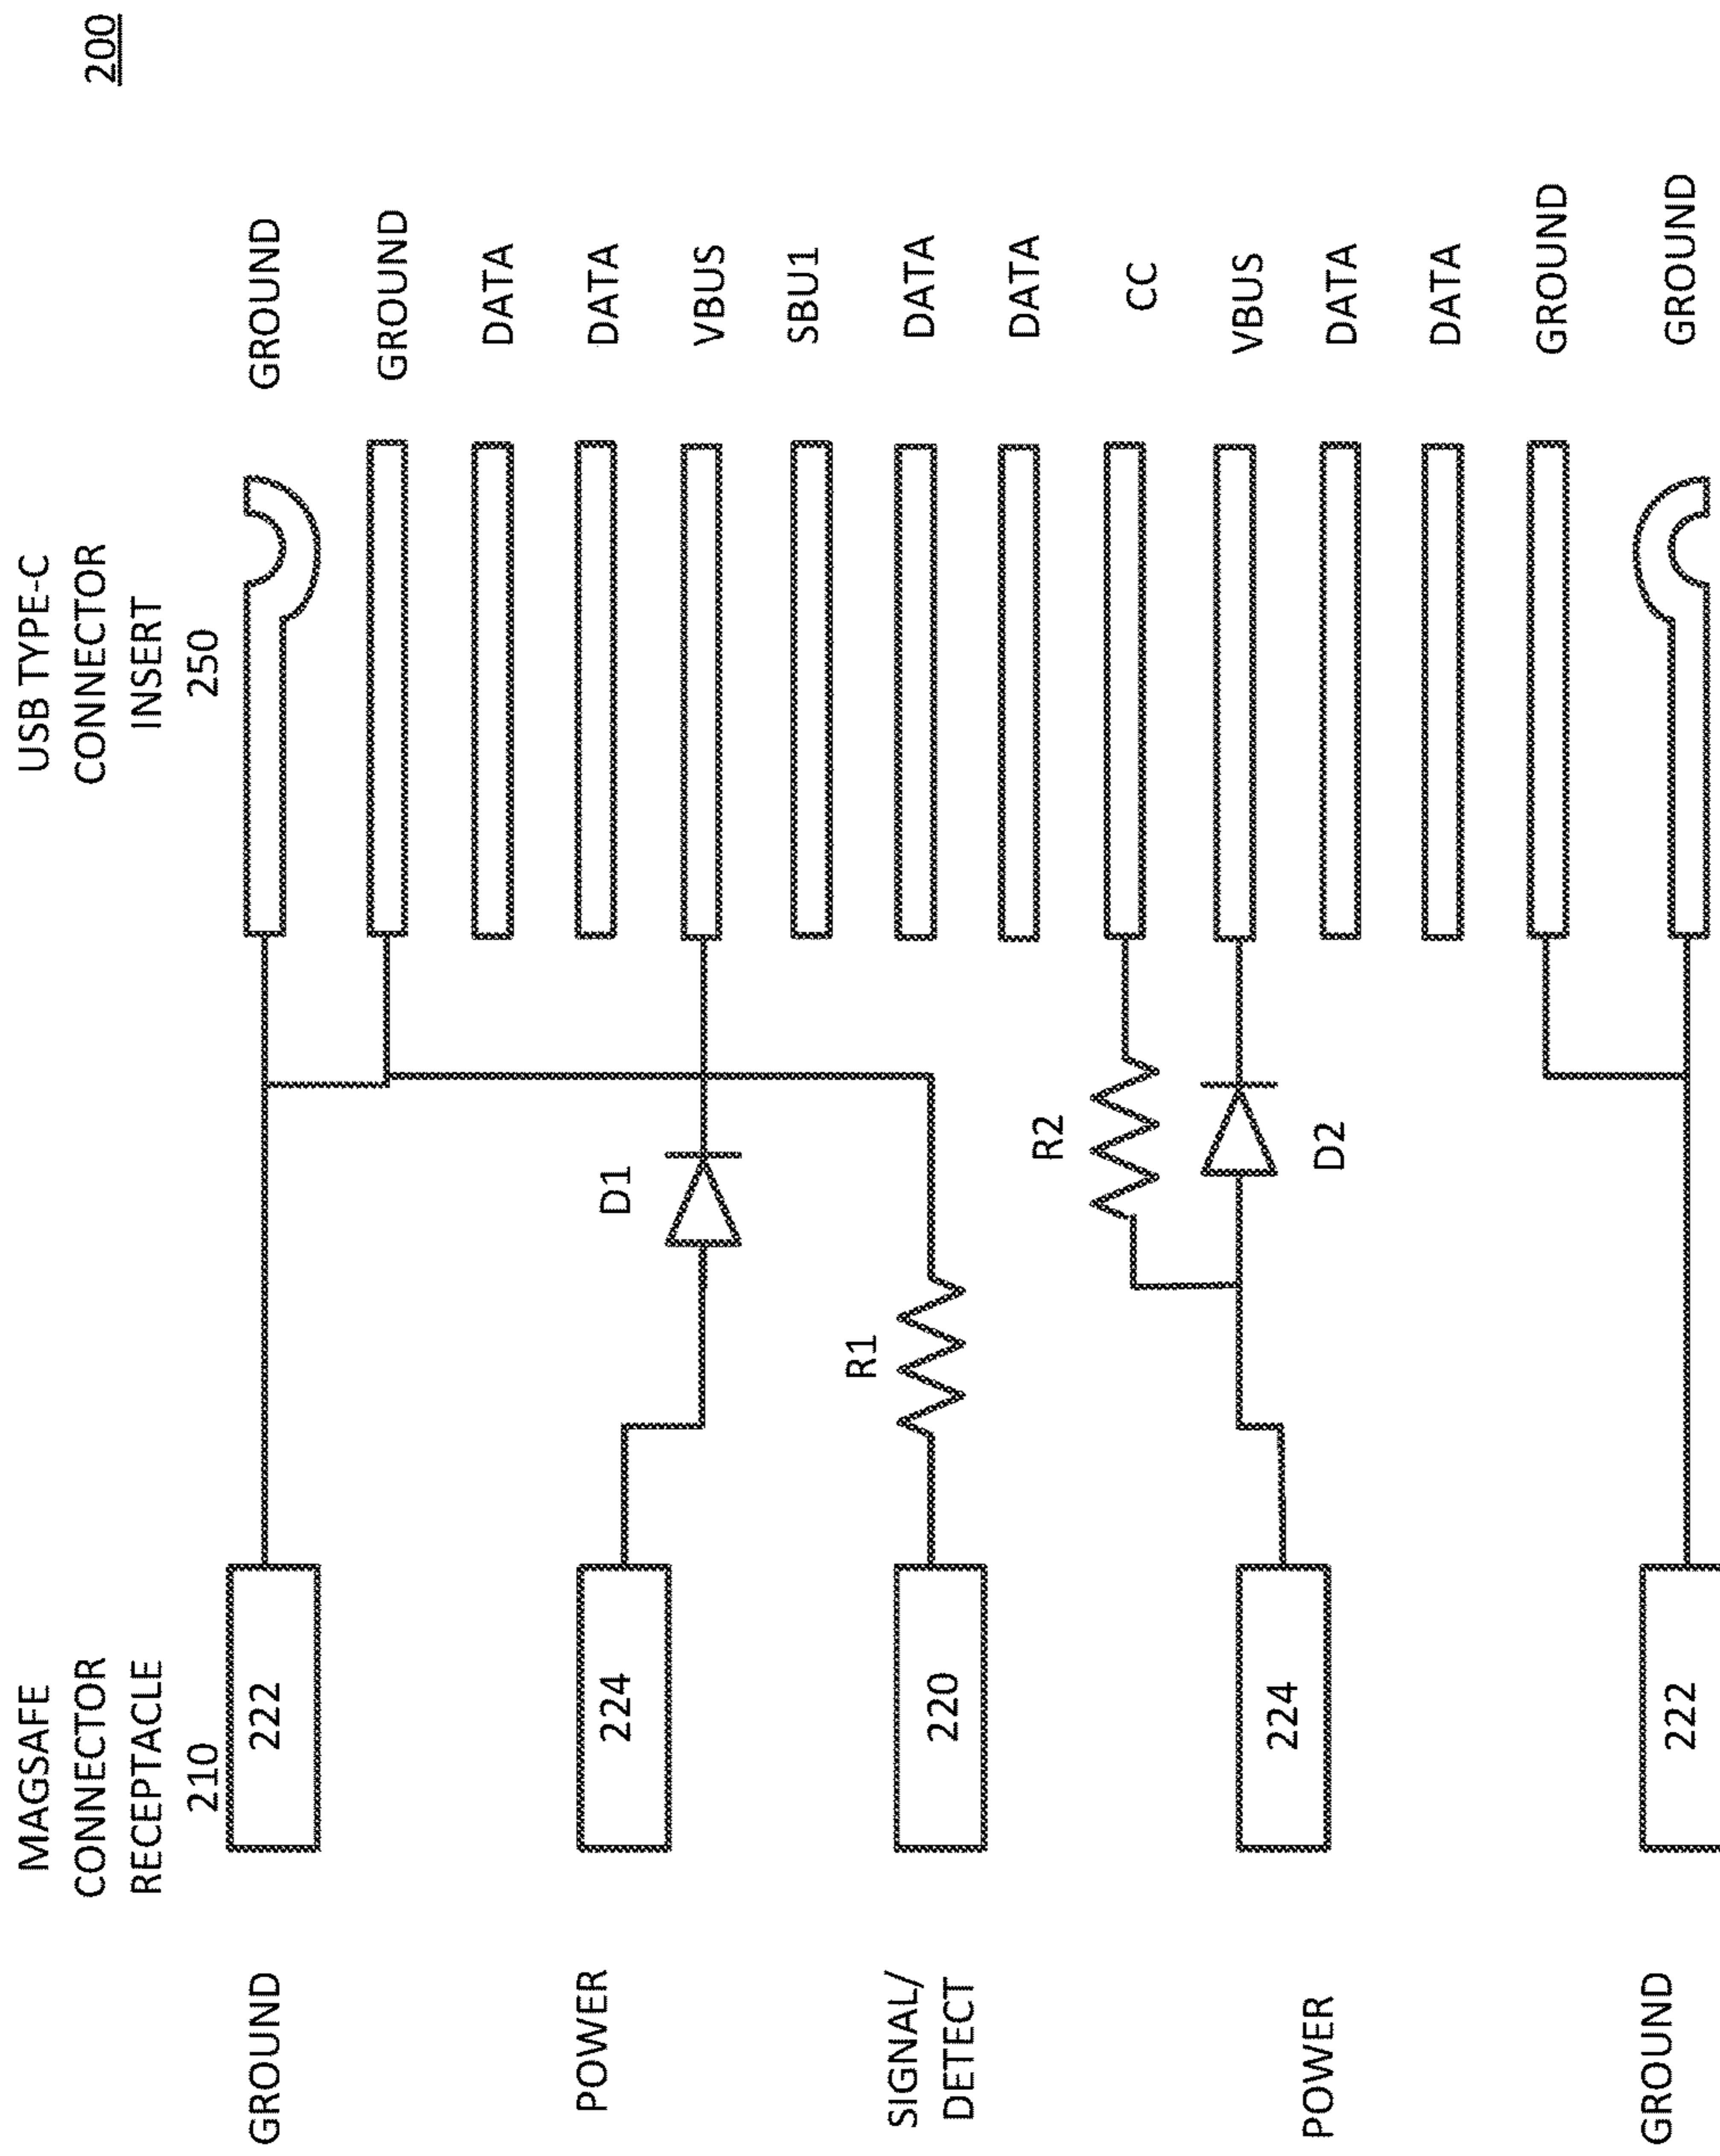 200
USB TYPE-C
CONNECTOR
INSERT
250
GROUND
GROUND
DATA
DATA
VBUS
SBU1
DATA
DATA
CC
VBUS
DATA
DATA
GROUND
GROUND
D1
R1
R2
D2
MAGSAFE
CONNECTOR
RECEPTACLE
210
222
224
220
224
222
GROUND
POWER
SIGNAL/
DETECT
POWER
GROUND